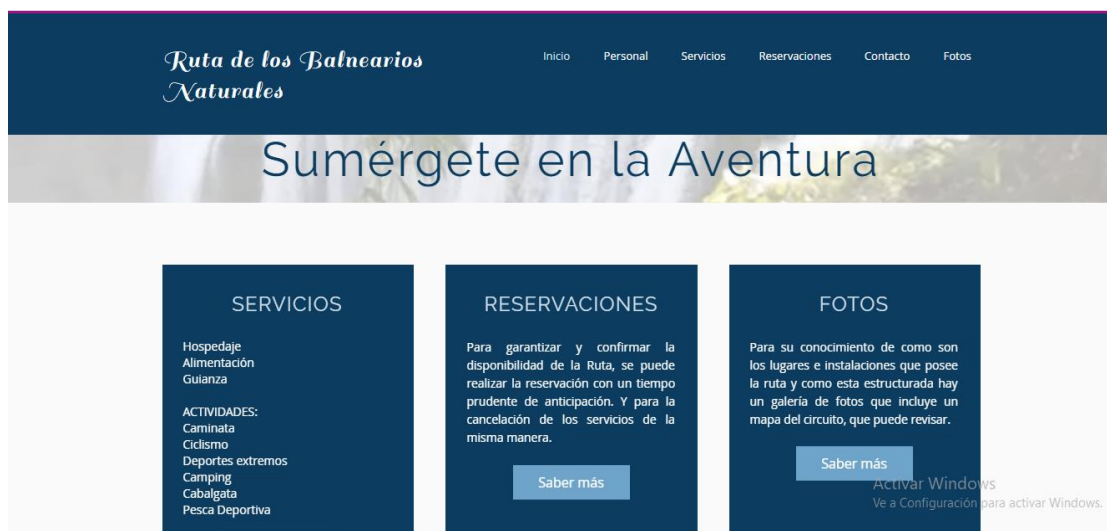 Ruta de los Balnearios
Naturales
Inicio Personal Servicios Reservaciones Contacto Fotos
Sumérgete en la Aventura
SERVICIOS
Hospedaje
Alimentación
Guianza
ACTIVIDADES:
Caminata
Ciclismo
Deportes extremos
Camping
Cabalgata
Pesca Deportiva
RESERVACIONES
Para garantizar y confirmar la
disponibilidad de la Ruta, se puede
realizar la reservación con un tiempo
prudente de anticipación. Y para la
cancelación de los servicios de la
misma manera.
Saber más
FOTOS
Para su conocimiento de como son
los lugares e instalaciones que posee
la ruta y como esta estructurada hay
un galería de fotos que incluye un
mapa del circuito, que puede revisar.
Saber más
Activar Windows
Ve a Configuración para activar Windows.